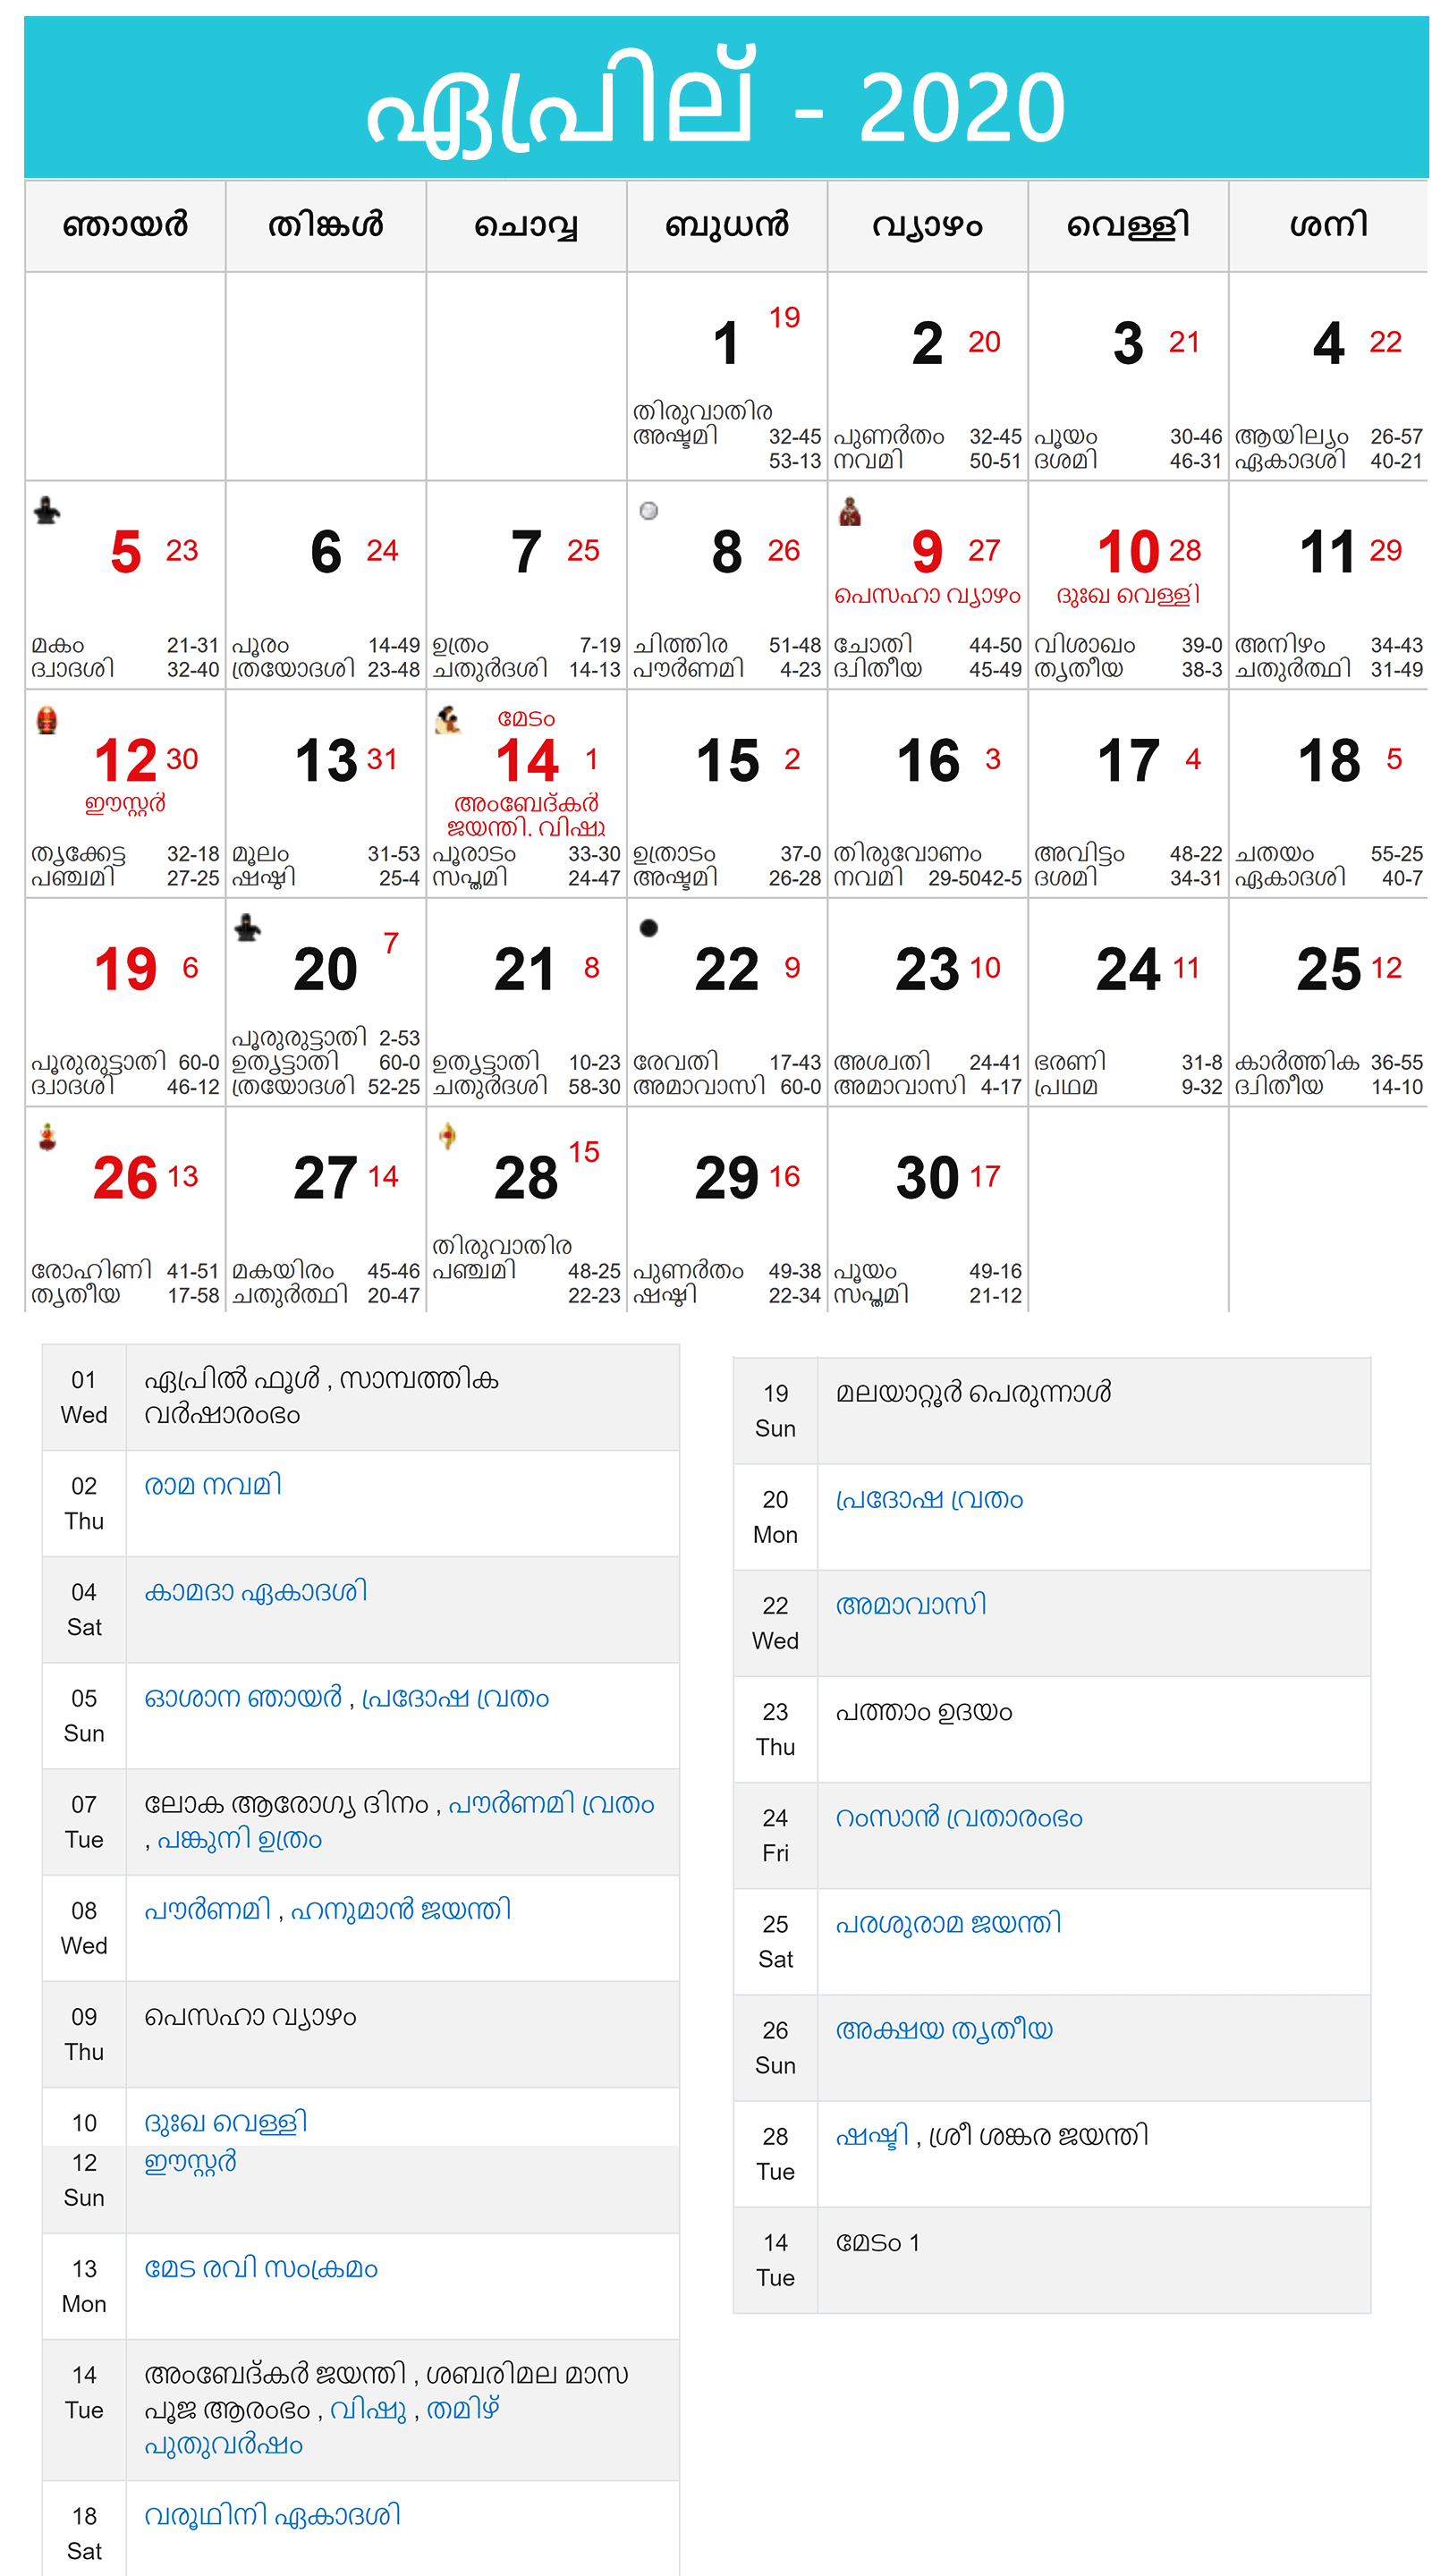 ഏപ്രില് - 2020
ഞായർ തിങ്കൾ ചൊവ്വ ബുധൻ വ്യാഴം വെള്ളി ശനി
1 19 2 20 3 21 4 22
തിരുവാതിര
അഷ്ടമി 32-45 പുണർതം 32-45 പൂയം 30-46 ആയില്യം 26-57
53-13 നവമി 50-51 ദശമി 46-31 ഏകാദശി 40-21
5 23 6 24 7 25 8 26 9 27 10 28 11 29
പെസഹാ വ്യാഴം ദുഃഖ വെള്ളി
മകം 21-31 പൂരം 14-49 ഉത്രം 7-19 ചിത്തിര 51-48 ചോതി 44-50 വിശാഖം 39-0 അനിഴം 34-43
ദ്വാദശി 32-40 ത്രയോദശി 23-48 ചതുർദശി 14-13 പൗർണമി 4-23 ദ്വിതീയ 45-49 തൃതീയ 38-3 ചതുർത്ഥി 31-49
മേടം
12 30 13 31 14 1 15 2 16 3 17 4 18 5
ഈസ്റ്റർ അംബേദ്കർ
ജയന്തി. വിഷു
തൃക്കേട്ട 32-18 മൂലം 31-53 പൂരാടം 33-30 ഉത്രാടം 37-0 തിരുവോണം അവിട്ടം 48-22 ചതയം 55-25
പഞ്ചമി 27-25 ഷഷ്ഠി 25-4 സപ്തമി 24-47 അഷ്ടമി 26-28 നവമി 29-5042-5 ദശമി 34-31 ഏകാദശി 40-7
19 6 20 7 21 8 22 9 23 10 24 11 25 12
പൂരുരുട്ടാതി 2-53
പൂരുരുട്ടാതി 60-0 ഉതൃട്ടാതി 60-0 ഉതൃട്ടാതി 10-23 രേവതി 17-43 അശ്വതി 24-41 ഭരണി 31-8 കാർത്തിക 36-55
ദ്വാദശി 46-12 ത്രയോദശി 52-25 ചതുർദശി 58-30 അമാവാസി 60-0 അമാവാസി 4-17 പ്രഥമ 9-32 ദ്വിതീയ 14-10
26 13 27 14 28 15 29 16 30 17
തിരുവാതിര
രോഹിണി 41-51 മകയിരം 45-46 പഞ്ചമി 48-25 പുണർതം 49-38 പൂയം 49-16
തൃതീയ 17-58 ചതുർത്ഥി 20-47 22-23 ഷഷ്ഠി 22-34 സപ്തമി 21-12
01 ഏപ്രിൽ ഫൂൾ , സാമ്പത്തിക
Wed വർഷാരംഭം
02 രാമ നവമി
Thu
04 കാമദാ ഏകാദശി
Sat
05 ഓശാന ഞായർ , പ്രദോഷ വ്രതം
Sun
07 ലോക ആരോഗ്യ ദിനം , പൗർണമി വ്രതം
Tue , പങ്കുനി ഉത്രം
08 പൗർണമി , ഹനുമാൻ ജയന്തി
Wed
09 പെസഹാ വ്യാഴം
Thu
10 ദുഃഖ വെള്ളി
12 ഈസ്റ്റർ
Sun
13 മേട രവി സംക്രമം
Mon
14 അംബേദ്കർ ജയന്തി , ശബരിമല മാസ
Tue പൂജ ആരംഭം , വിഷു , തമിഴ്
പുതുവർഷം
18 വരൂഥിനി ഏകാദശി
Sat
19 മലയാറ്റൂർ പെരുന്നാൾ
Sun
20 പ്രദോഷ വ്രതം
Mon
22 അമാവാസി
Wed
23 പത്താം ഉദയം
Thu
24 റംസാൻ വ്രതാരംഭം
Fri
25 പരശുരാമ ജയന്തി
Sat
26 അക്ഷയ തൃതീയ
Sun
28 ഷഷ്ടി , ശ്രീ ശങ്കര ജയന്തി
Tue
14 മേടം 1
Tue